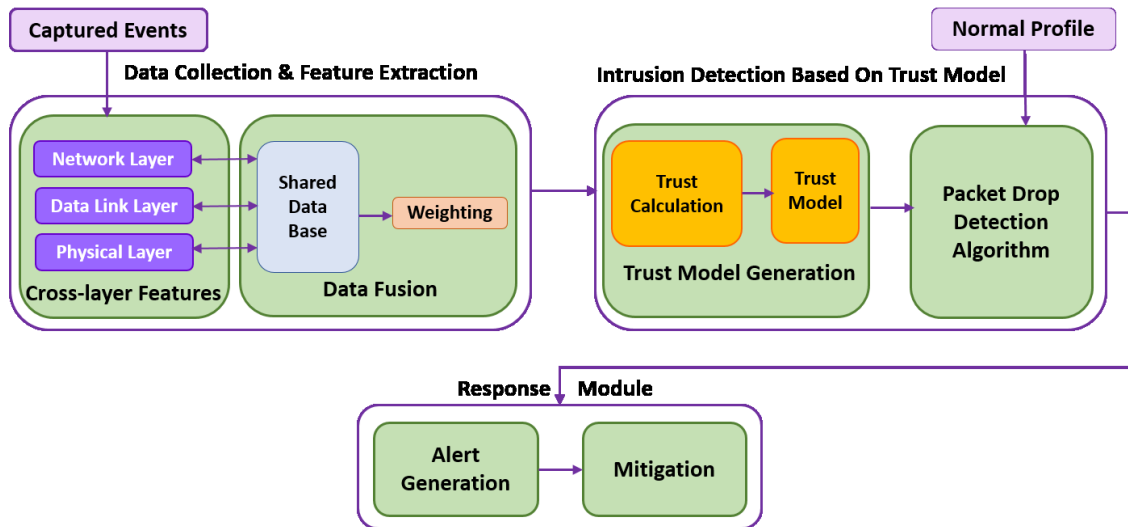 Captured Events
Normal Profile
Data Collection & Feature Extraction
Intrusion Detection Based On Trust Model
Network Layer
Data Link Layer
Physical Layer
Cross-layer Features
Shared
Data
Base
Weighting
Data Fusion
Trust
Calculation
Trust
Model
Trust Model Generation
Packet Drop
Detection
Algorithm
Response Module
Alert
Generation
Mitigation